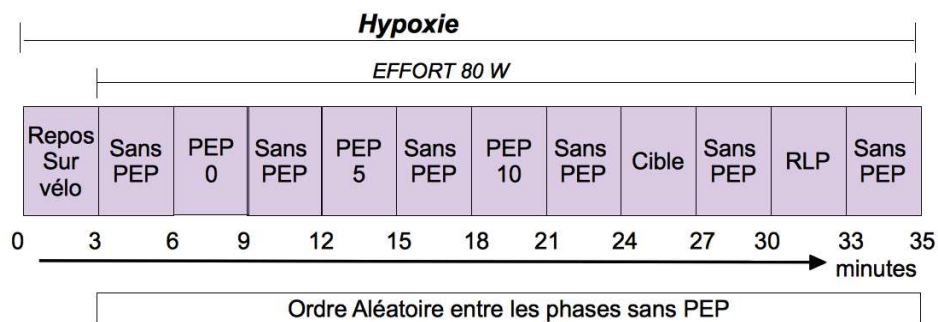 Hypoxie
EFFORT 80 W
Repos
Sur
vélo
Sans
PEP
PEP
0
Sans
PEP
PEP
5
Sans
PEP
PEP
10
Sans
PEP
Cible
Sans
PEP
RLP
Sans
PEP
0 3 6 9 12 15 18 21 24 27 30 33 35
minutes
Ordre Aléatoire entre les phases sans PEP